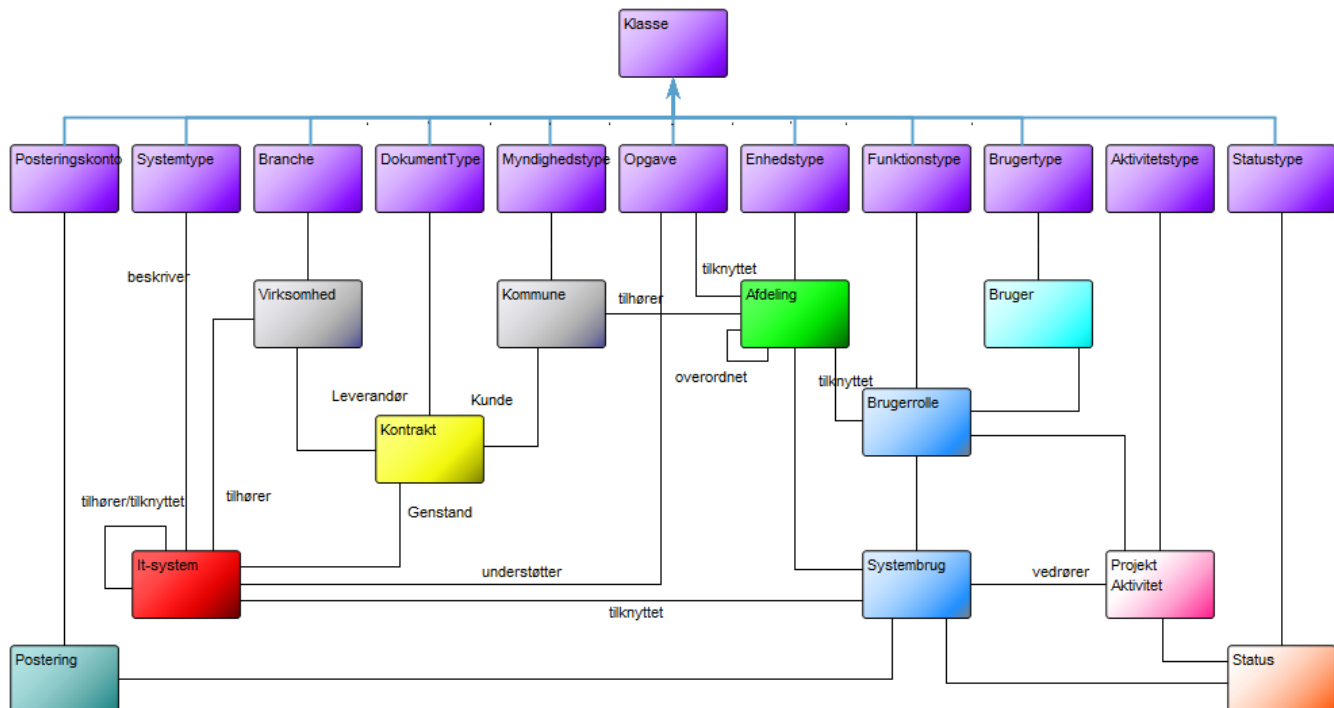 Klasse
Posteringskonto
Systemtype
Branche
DokumentType
Myndighedstype
Opgave
Enhedstype
Funktionstype
Brugertype
Aktivitetstype
Statustype
beskriver
tilknyttet
Virksomhed
Kommune
tilhører
Afdeling
Bruger
overordnet
tilknyttet
Leverandør
Kunde
Brugerrolle
Kontrakt
tilhører/tilknyttet
tilhører
Genstand
It-system
understøtter
Systembrug
vedrører
Projekt
Aktivitet
tilknyttet
Postering
Status